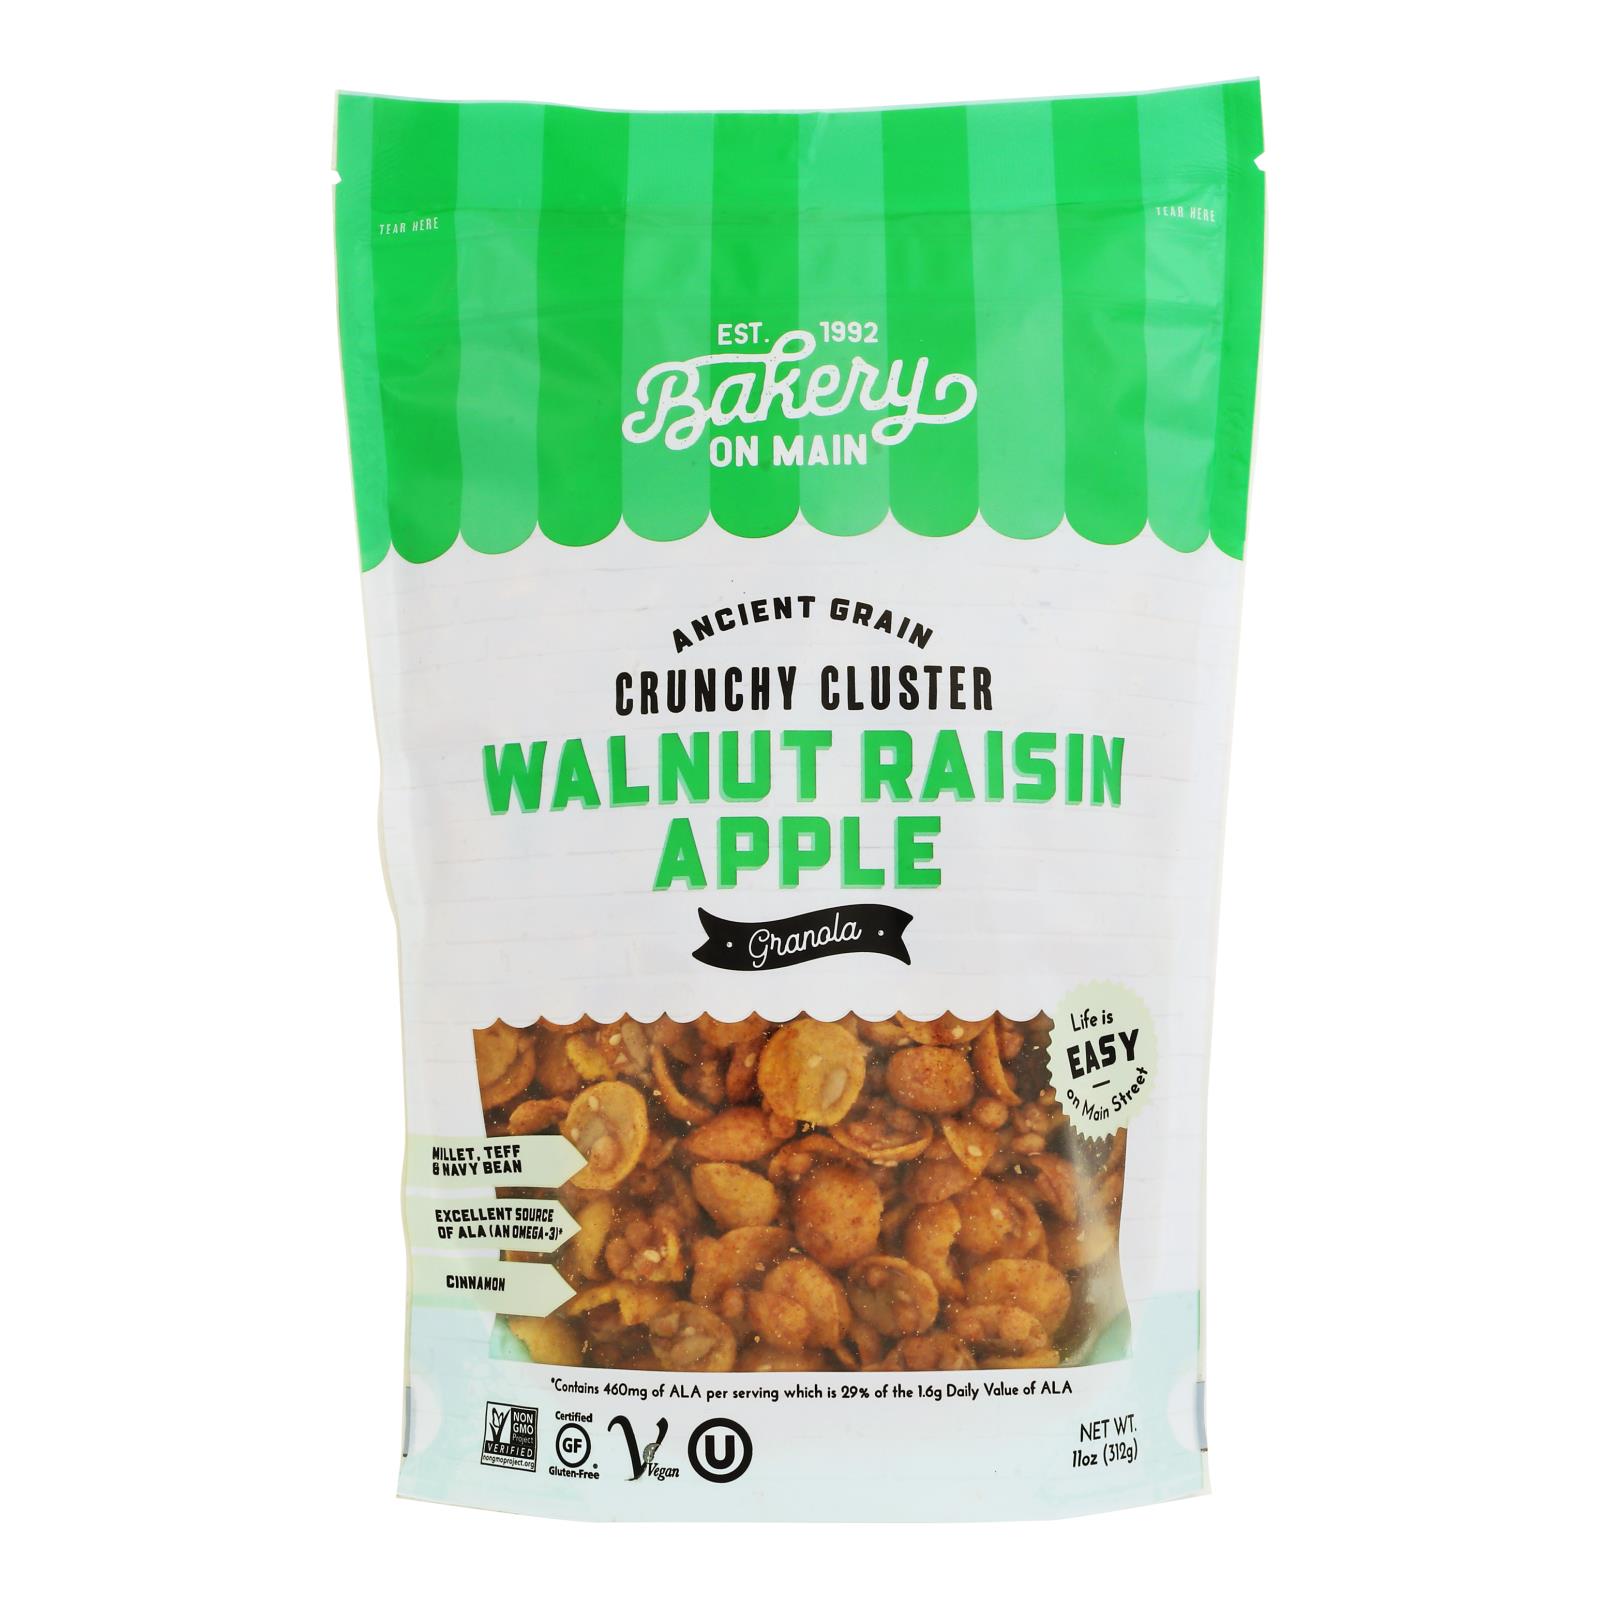 TEAR HERE
TEAR HERE
EST. 1992
Bakery
ON MAIN
ANCIENT GRAIN
CRUNCHY CLUSTER
WALNUT RAISIN
APPLE
Granola
Life is
EASY
on Main Street
MILLET, TEFF
& NAVY BEAN
EXCELLENT SOURCE
OF ALA (AN OMEGA-3)*
CINNAMON
*Contains 460mg of ALA per serving which is 29% of the 1.6g Daily Value of ALA
NON
GMO
Project
VERIFIED
nongmoproject.org
Certified
GF
Gluten-Free
V
Vegan
U
NET WT.
11oz (312g)